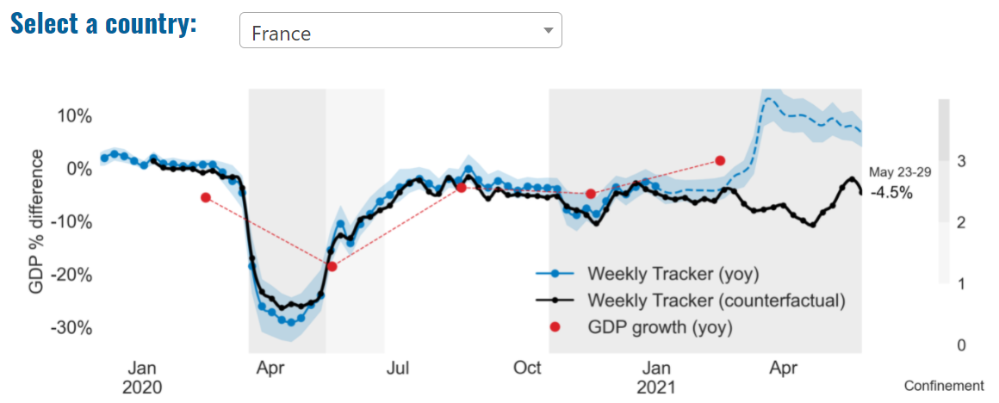 Select a country:
France
10%
0%
-10%
-20%
-30%
GDP % difference
Weekly Tracker (yoy)
Weekly Tracker (counterfactual)
GDP growth (yoy)
May 23-29
-4.5%
3
2
1
0
Confinement
Jan
2020
Apr
Jul
Oct
Jan
2021
Apr